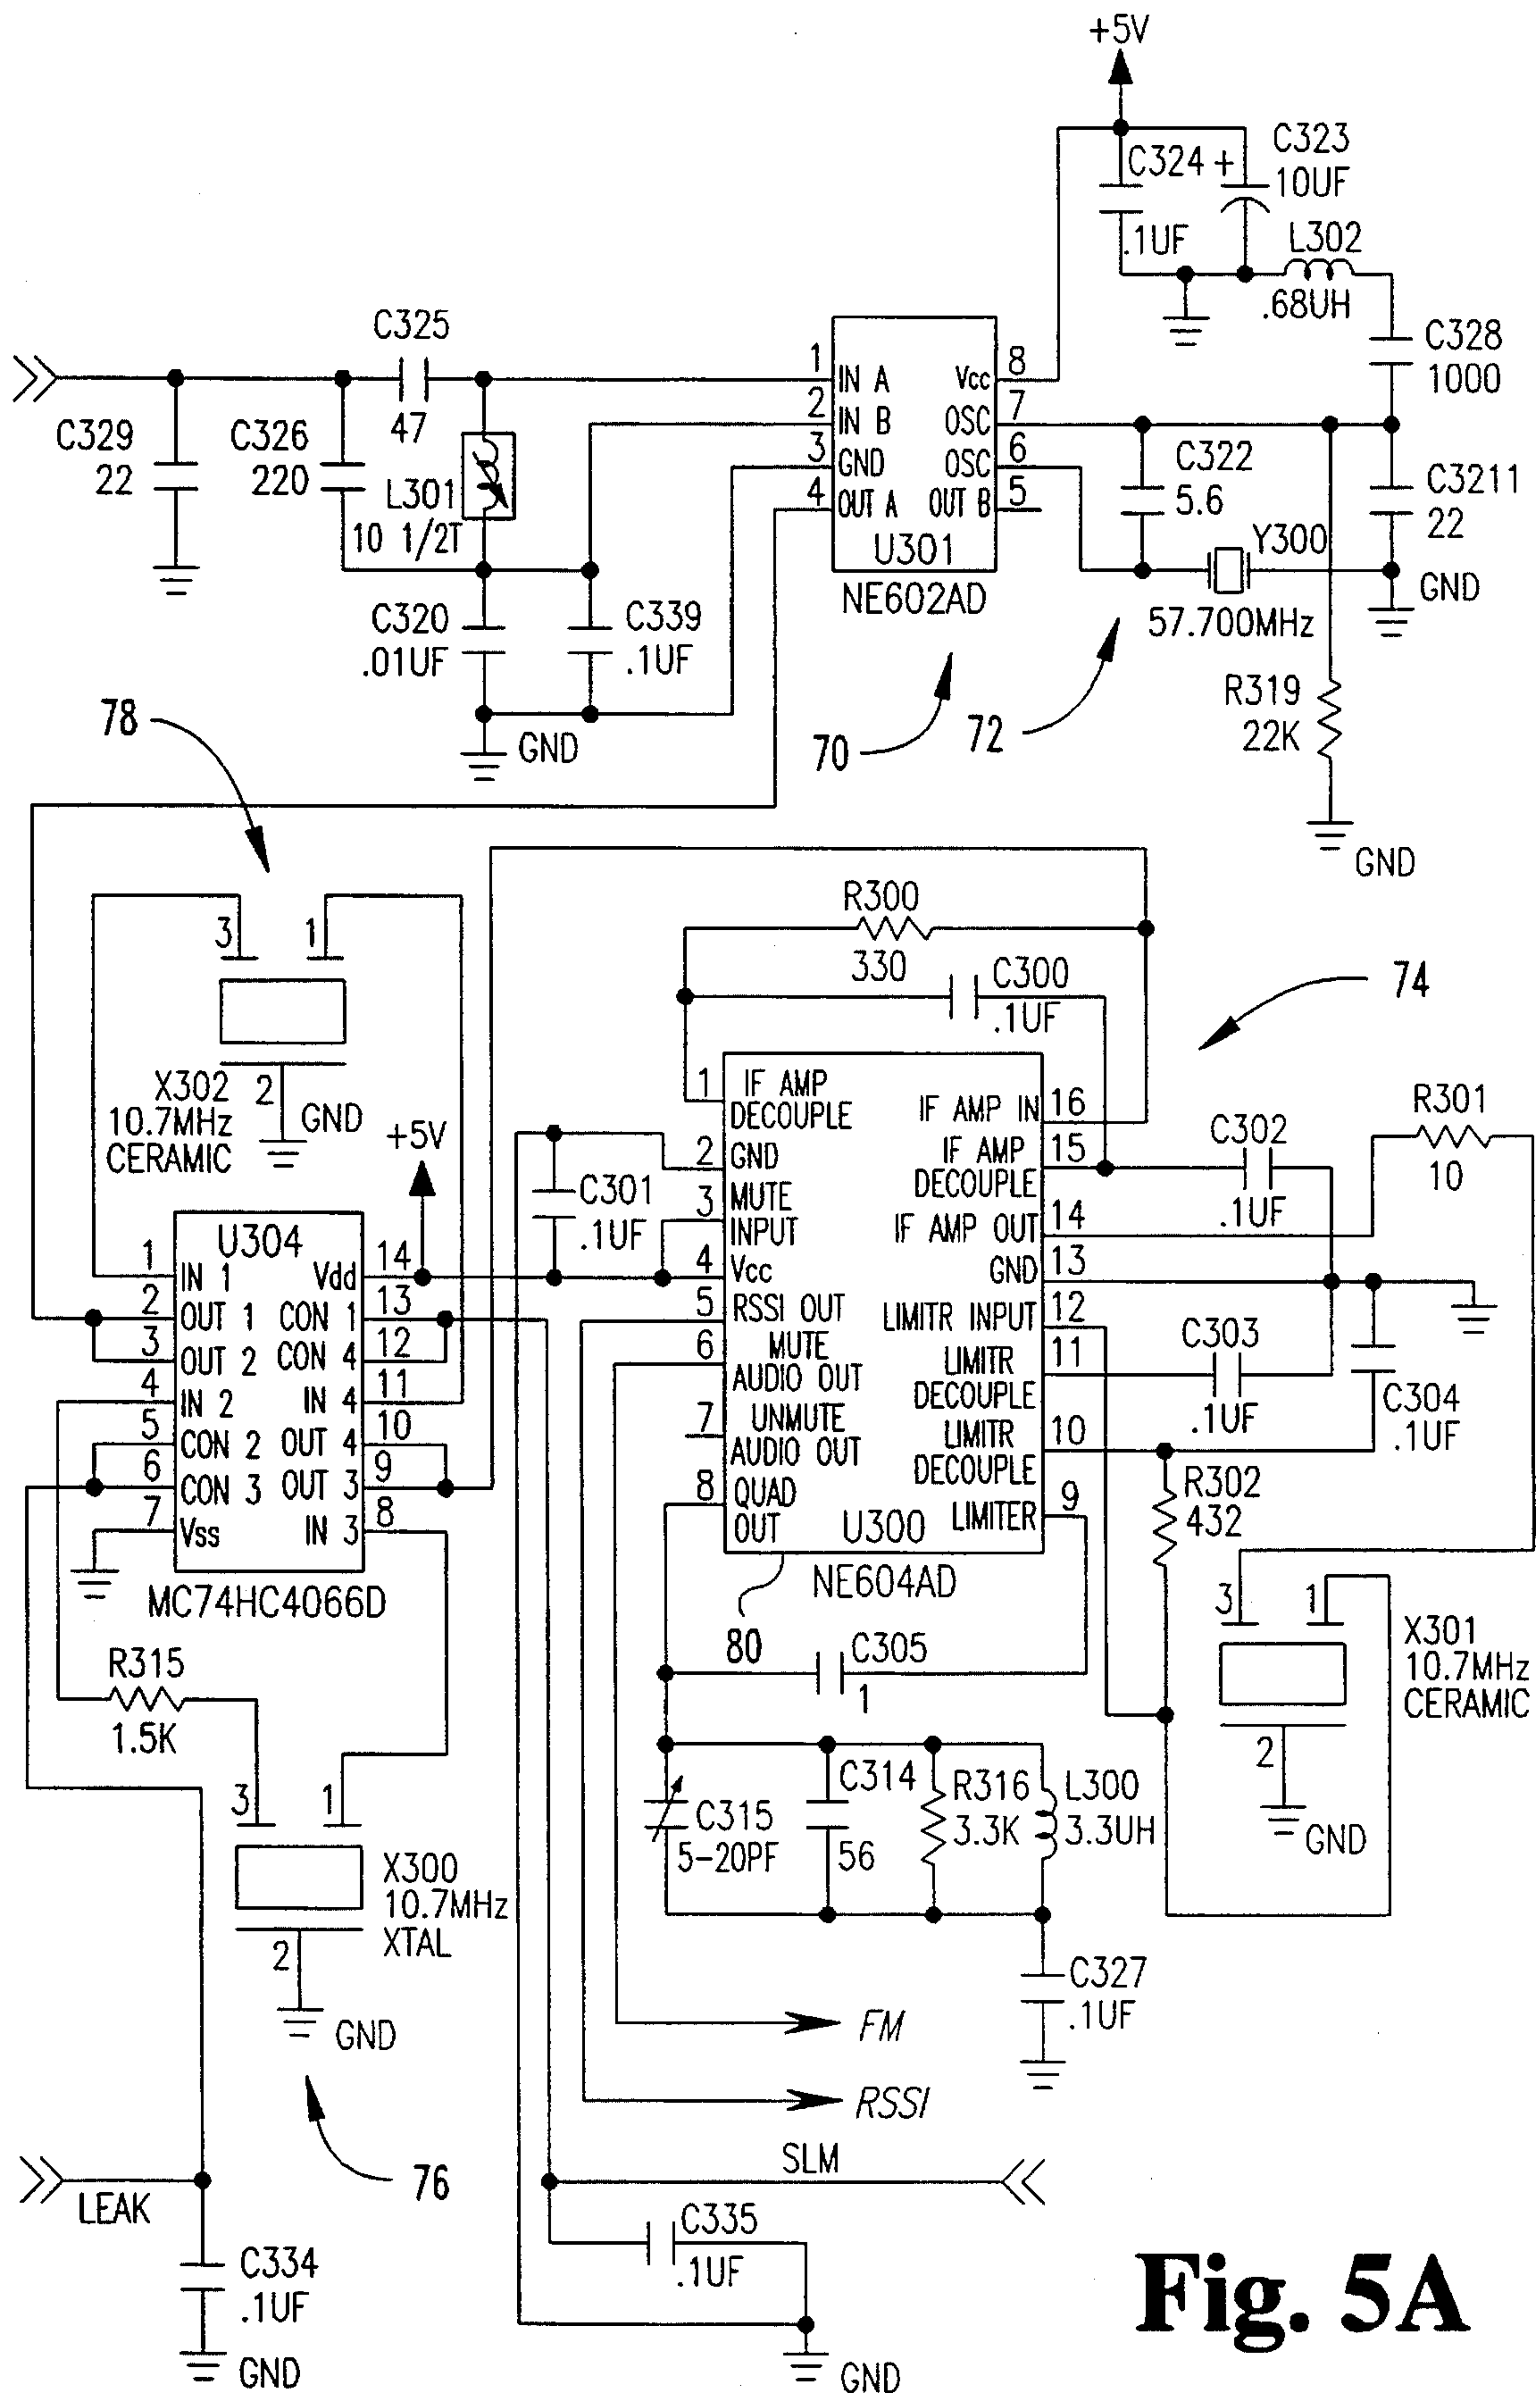 +5V
C324 +
.1UF
C323
10UF
L302
.68UH
C328
1000
C325
47
C329
22
C326
220
L301
10 1/2T
1
2
3
4
IN A
IN B
GND
OUT A
Vcc
OSC
OSC
OUT B
8
7
6
5
U301
NE602AD
C322
5.6
C3211
22
Y300
57.700MHz
GND
C320
.01UF
C339
.1UF
GND
R319
22K
GND
78
70
72
3
1
X302
10.7MHz
CERAMIC
2
GND
+5V
R300
330
C300
.1UF
74
U304
1
2
3
4
5
6
7
IN 1
OUT 1
OUT 2
IN 2
CON 2
CON 3
Vss
Vdd
CON 1
CON 4
IN 4
OUT 4
OUT 3
IN 3
14
13
12
11
10
9
8
MC74HC4066D
C301
.1UF
1 IF AMP
DECOUPLE
2 GND
3 MUTE
INPUT
4 Vcc
5 RSSI OUT
6 MUTE
AUDIO OUT
7 UNMUTE
AUDIO OUT
8 QUAD
OUT
IF AMP IN 16
IF AMP 15
DECOUPLE
IF AMP OUT 14
GND 13
LIMITR INPUT 12
LIMITR 11
DECOUPLE
LIMITR 10
DECOUPLE
LIMITER 9
U300
NE604AD
80
C302
.1UF
R301
10
C303
.1UF
C304
.1UF
R302
432
3
1
X301
10.7MHz
CERAMIC
2
GND
R315
1.5K
3
1
X300
10.7MHz
XTAL
2
GND
76
C305
1
C315
5-20PF
C314
56
R316
3.3K
L300
3.3UH
C327
.1UF
FM
RSSI
SLM
LEAK
C334
.1UF
GND
C335
.1UF
GND
Fig. 5A